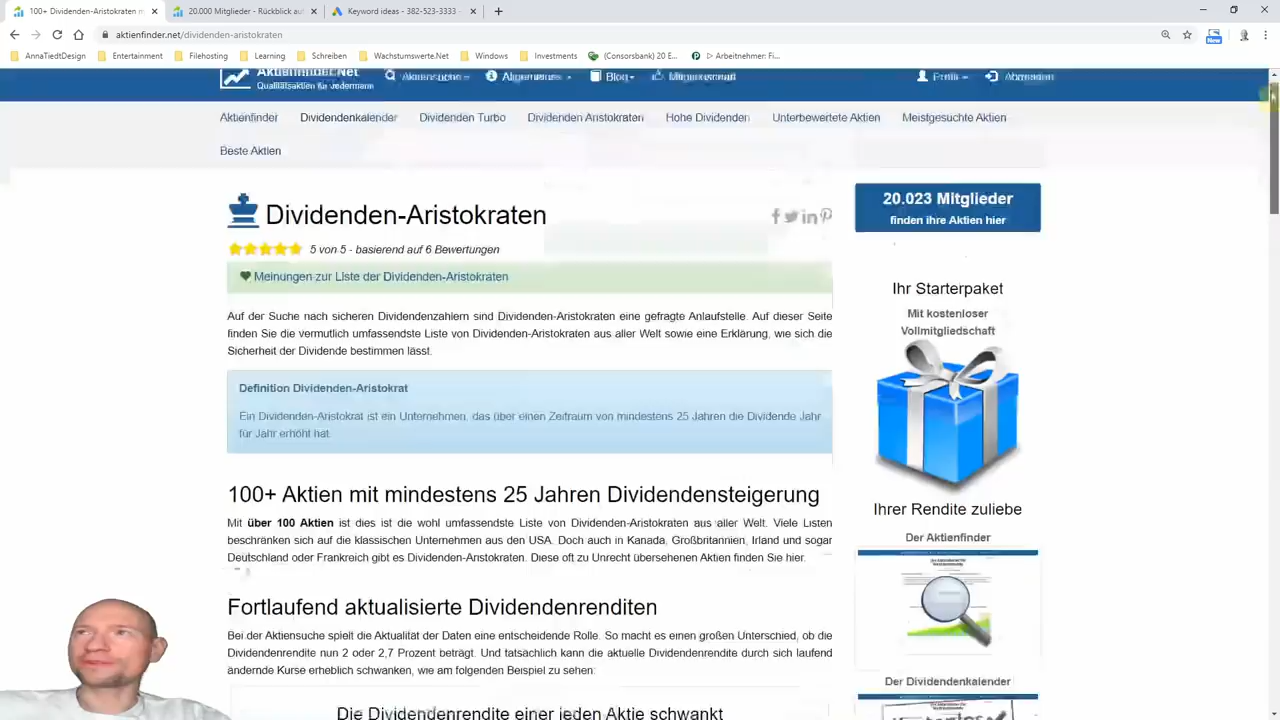 100+ Dividenden-Aristokraten m
20.000 Mitglieder - Rückblick auf
Keyword ideas - 382-523-3333 -
aktienfinder.net/dividenden-aristokraten
New
AnnaTiedtDesign
Entertainment
Filehosting
Learning
Schreiben
Wachstumswerte.Net
Windows
Investments
(Consorsbank) 20 E...
▷ Arbeitnehmer: Fi...
Aktienfinder.Net
Qualitätsaktien für Jedermann
Aktiensuche
Allgemeines
Blog
Mitgliedschaft
Profil
Abmelden
Aktienfinder
Dividendenkalender
Dividenden Turbo
Dividenden Aristokraten
Hohe Dividenden
Unterbewertete Aktien
Meistgesuchte Aktien
Beste Aktien
Dividenden-Aristokraten
5 von 5 - basierend auf 6 Bewertungen
Meinungen zur Liste der Dividenden-Aristokraten
Auf der Suche nach sicheren Dividendenzahlern sind Dividenden-Aristokraten eine gefragte Anlaufstelle. Auf dieser Seite
finden Sie die vermutlich umfassendste Liste von Dividenden-Aristokraten aus aller Welt sowie eine Erklärung, wie sich die
Sicherheit der Dividende bestimmen lässt.
Definition Dividenden-Aristokrat
Ein Dividenden-Aristokrat ist ein Unternehmen, das über einen Zeitraum von mindestens 25 Jahren die Dividende Jahr
für Jahr erhöht hat.
100+ Aktien mit mindestens 25 Jahren Dividendensteigerung
Mit über 100 Aktien ist dies ist die wohl umfassendste Liste von Dividenden-Aristokraten aus aller Welt. Viele Listen
beschränken sich auf die klassischen Unternehmen aus den USA. Doch auch in Kanada, Großbritannien, Irland und sogar
Deutschland oder Frankreich gibt es Dividenden-Aristokraten. Diese oft zu Unrecht übersehenen Aktien finden Sie hier.
Fortlaufend aktualisierte Dividendenrenditen
Bei der Aktiensuche spielt die Aktualität der Daten eine entscheidende Rolle. So macht es einen großen Unterschied, ob die
Dividendenrendite nun 2 oder 2,7 Prozent beträgt. Und tatsächlich kann die aktuelle Dividendenrendite durch sich laufend
ändernde Kurse erheblich schwanken, wie am folgenden Beispiel zu sehen:
Die Dividendenrendite einer jeden Aktie schwankt
20.023 Mitglieder
finden ihre Aktien hier
Ihr Starterpaket
Mit kostenloser
Vollmitgliedschaft
Ihrer Rendite zuliebe
Der Aktienfinder
Der Dividendenkalender